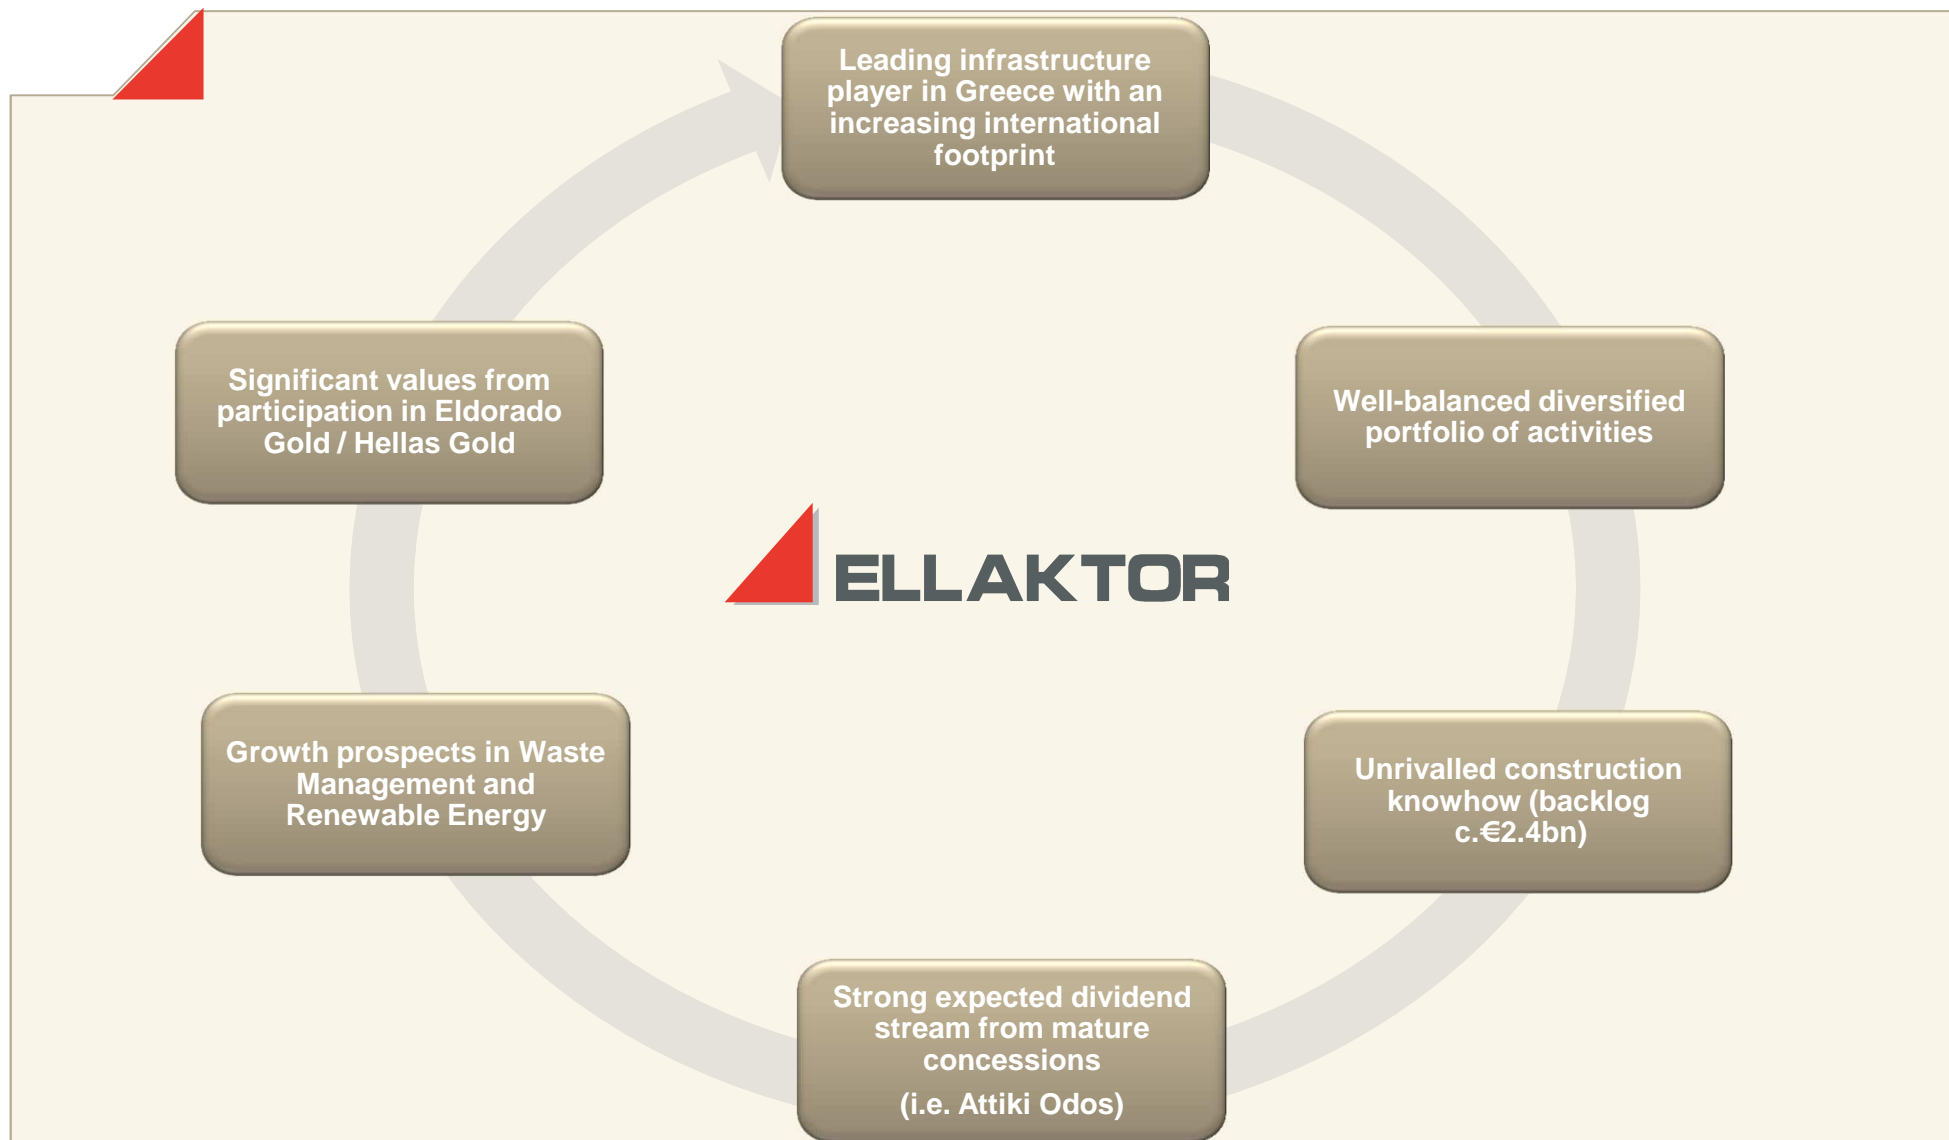 Leading infrastructure
player in Greece with an
increasing international
footprint
Well-balanced diversified
portfolio of activities
Unrivalled construction
knowhow (backlog
c.€2.4bn)
Strong expected dividend
stream from mature
concessions
(i.e. Attiki Odos)
Growth prospects in Waste
Management and
Renewable Energy
Significant values from
participation in Eldorado
Gold / Hellas Gold
ELLAKTOR